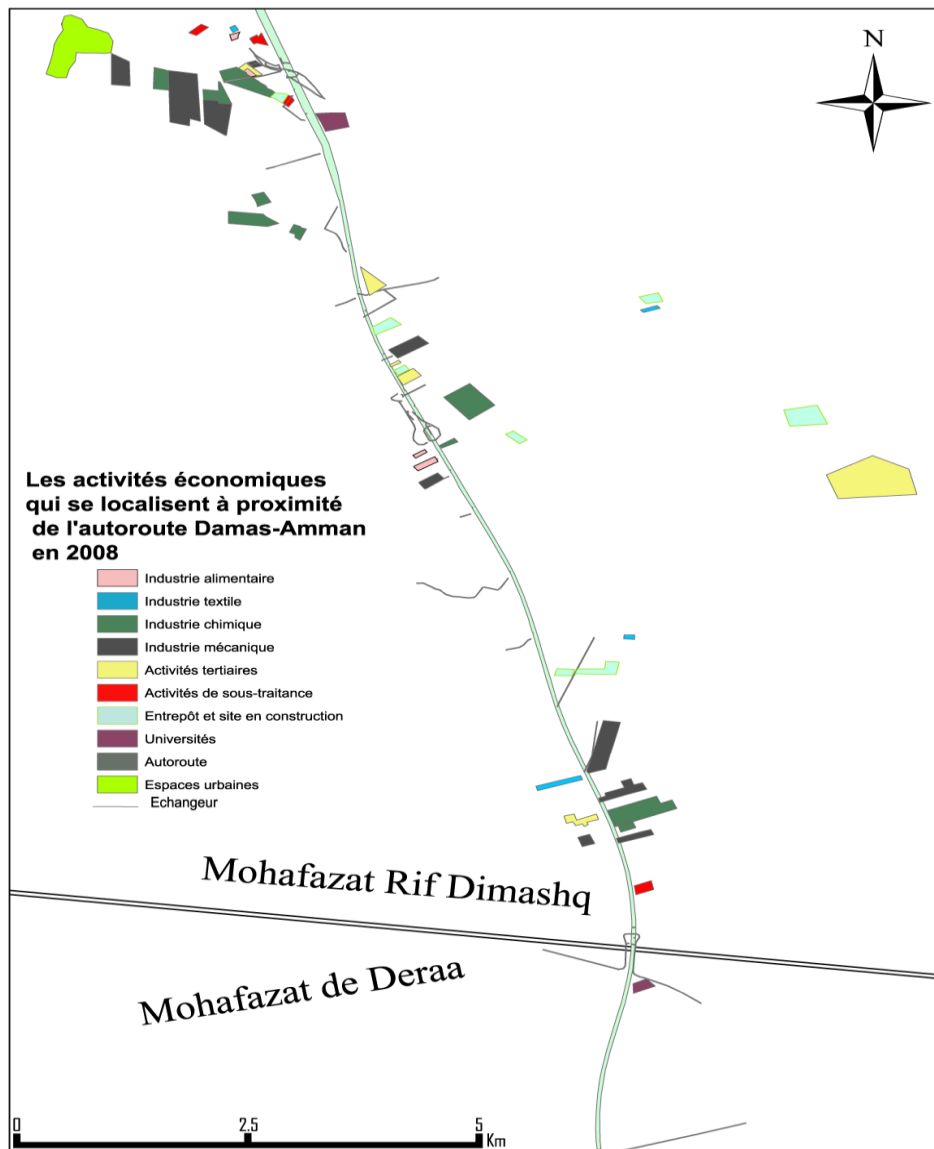 N
Les activités économiques
qui se localisent à proximité
de l'autoroute Damas-Amman
en 2008
Industrie alimentaire
Industrie textile
Industrie chimique
Industrie mécanique
Activités tertiaires
Activités de sous-traitance
Entrepôt et site en construction
Universités
Autoroute
Espaces urbaines
Echangeur
Mohafazat Rif Dimashq
Mohafazat de Deraa
0 2.5 5
Km